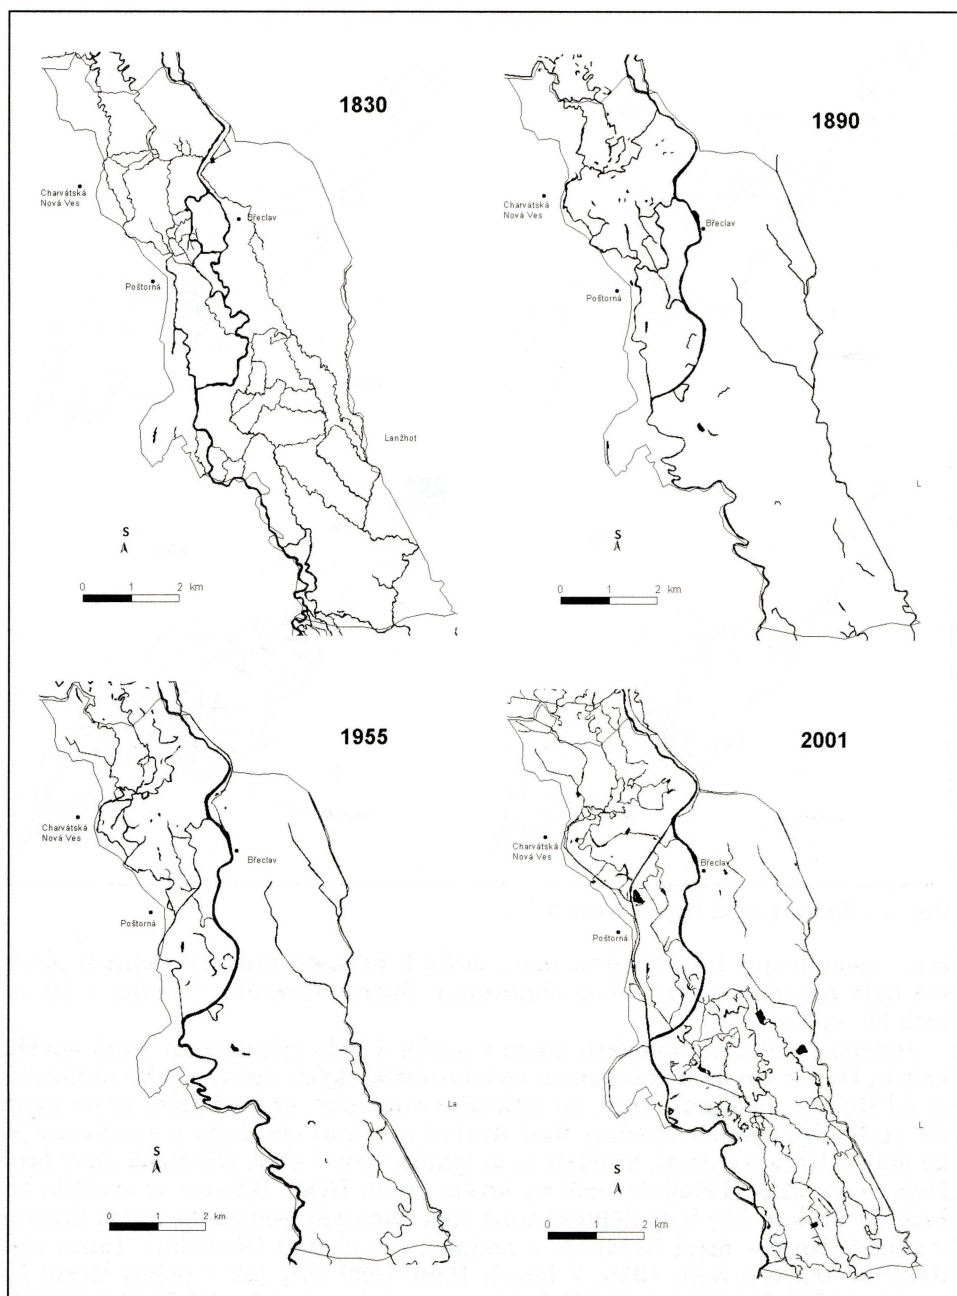 1830
Charvátská
Nová Ves
Břeclav
Poštorná
Lanžhot
S
0 1 2 km
1890
Charvátská
Nová Ves
Břeclav
Poštorná
L
S
0 1 2 km
1955
Charvátská
Nová Ves
Břeclav
Poštorná
La
S
0 1 2 km
2001
Charvátská
Nová Ves
Břeclav
Poštorná
L
S
0 1 2 km